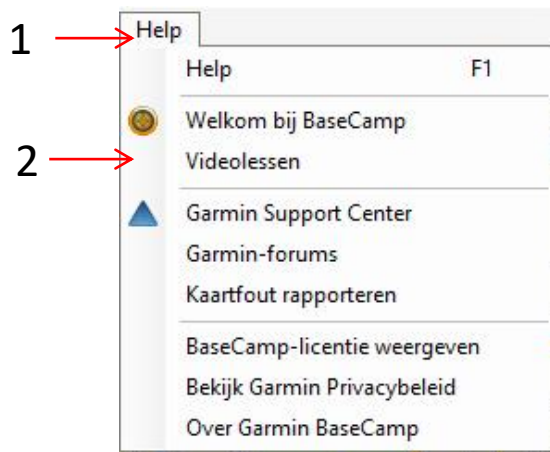 1 Help
Help F1
Welkom bij BaseCamp
2 Videolessen
Garmin Support Center
Garmin-forums
Kaartfout rapporteren
BaseCamp-licentie weergeven
Bekijk Garmin Privacybeleid
Over Garmin BaseCamp